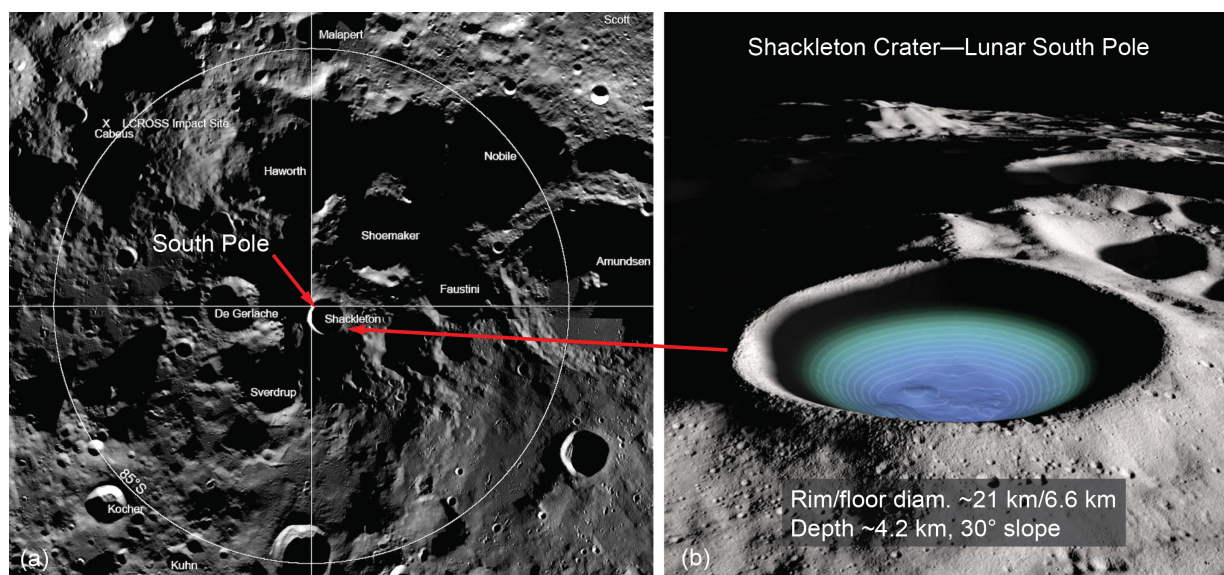 Scott
Malapert
X LCROSS Impact Site
Cabeus
Nobile
Haworth
Shoemaker
South Pole
Amundsen
Faustini
De Gerlache
Shackleton
Sverdrup
85°S
Kocher
Kuhn
(a)
Shackleton Crater—Lunar South Pole
Rim/floor diam. ~21 km/6.6 km
Depth ~4.2 km, 30° slope
(b)